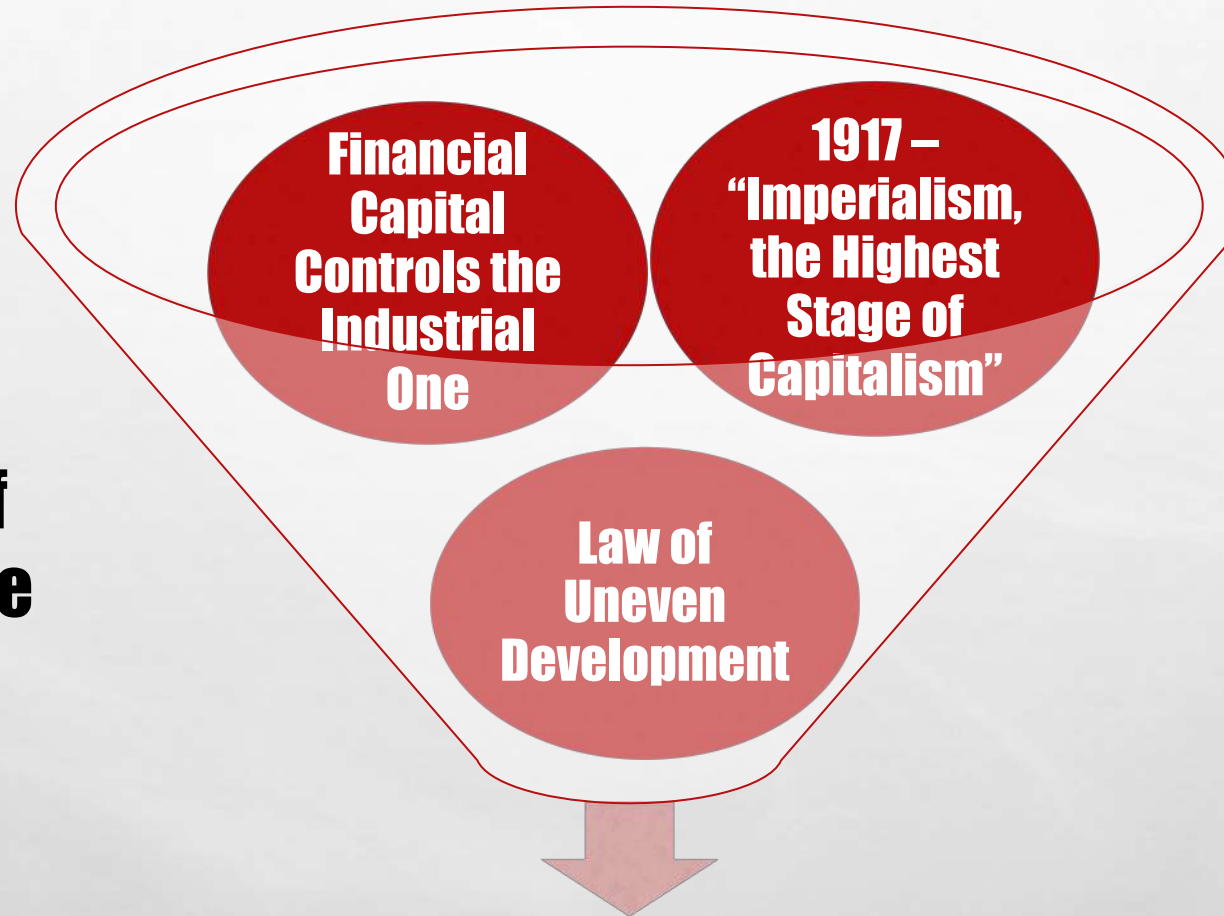 Financial
Capital
Controls the
Industrial
One
1917 –
“Imperialism,
the Highest
Stage of
Capitalism”
Law of
Uneven
Development